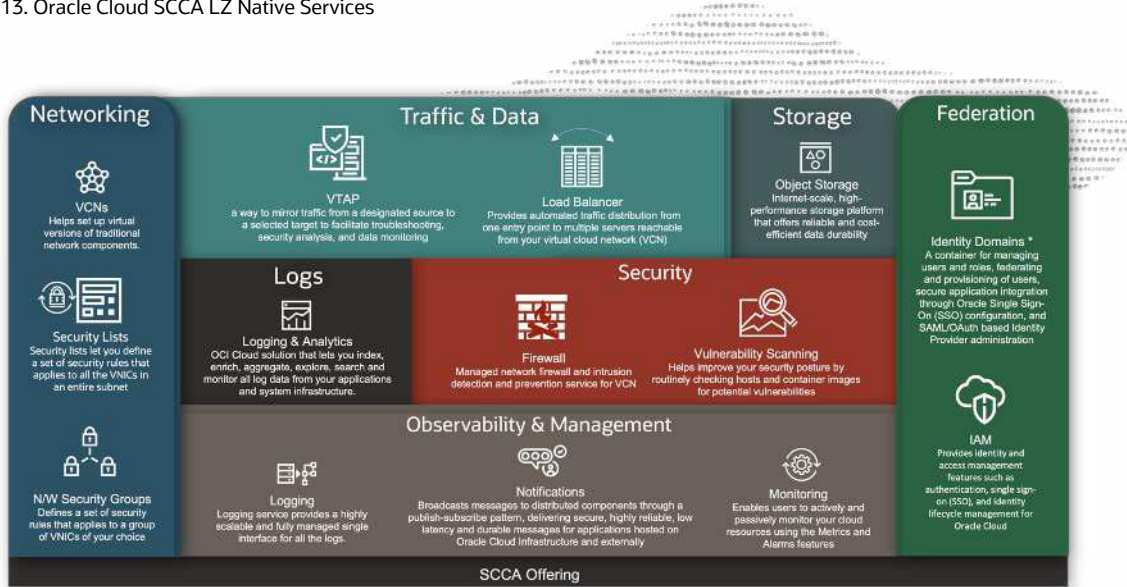 13. Oracle Cloud SCCA LZ Native Services
Networking
VCNs
Helps set up virtual
versions of traditional
network components.
Security Lists
Security lists let you define
a set of security rules that
applies to all the VNICs in
an entire subnet
N/W Security Groups
Defines a set of security
rules that applies to a group
of VNICs of your choice
Traffic & Data
VTAP
a way to mirror traffic from a designated source to
a selected target to facilitate troubleshooting,
security analysis, and data monitoring
Load Balancer
Provides automated traffic distribution from
one entry point to multiple servers reachable
from your virtual cloud network (VCN)
Storage
Object Storage
Internet-scale, high-
performance storage platform
that offers reliable and cost-
efficient data durability
Logs
Logging & Analytics
OCI Cloud solution that lets you index,
enrich, aggregate, explore, search and
monitor all log data from your applications
and system infrastructure.
Security
Firewall
Managed network firewall and intrusion
detection and prevention service for VCN
Vulnerability Scanning
Helps improve your security posture by
routinely checking hosts and container images
for potential vulnerabilities
Observability & Management
Logging
Logging service provides a highly
scalable and fully managed single
interface for all the logs.
Notifications
Broadcasts messages to distributed components through a
publish-subscribe pattern, delivering secure, highly reliable, low
latency and durable messages for applications hosted on
Oracle Cloud Infrastructure and externally
Monitoring
Enables users to actively and
passively monitor your cloud
resources using the Metrics and
Alarms features
Federation
Identity Domains *
A container for managing
users and roles, federating
and provisioning of users,
secure application integration
through Oracle Single Sign-
On (SSO) configuration, and
SAML/OAuth based Identity
Provider administration
IAM
Provides identity and
access management
features such as
authentication, single sign-
on (SSO), and identity
lifecycle management for
Oracle Cloud
SCCA Offering